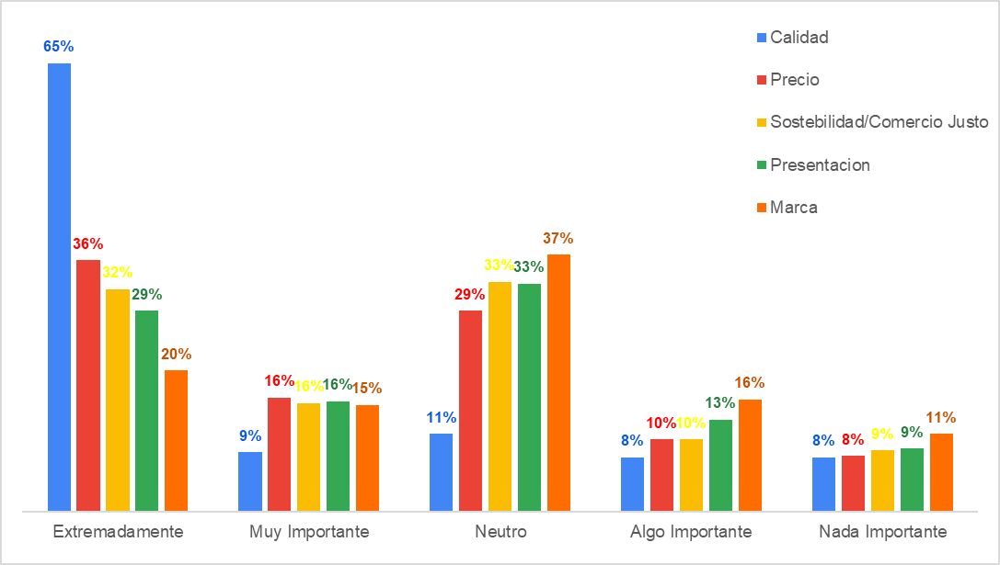 Calidad
Precio
Sostebilidad/Comercio Justo
Presentacion
Marca
65%
36%
32%
29%
20%
9%
16%
16%
16%
15%
11%
29%
33%
33%
37%
8%
10%
10%
13%
16%
8%
8%
9%
9%
11%
Extremadamente
Muy Importante
Neutro
Algo Importante
Nada Importante